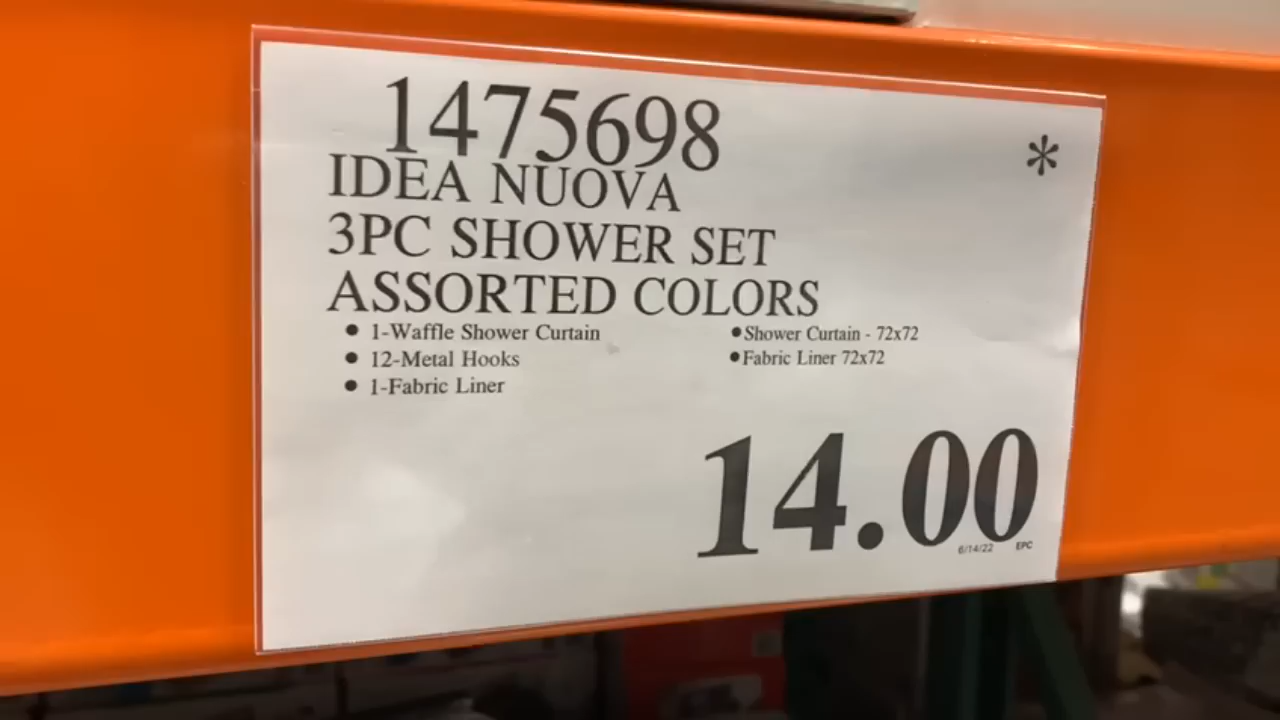 1475698
*
IDEA NUOVA
3PC SHOWER SET
ASSORTED COLORS
● 1-Waffle Shower Curtain
● 12-Metal Hooks
● 1-Fabric Liner
● Shower Curtain - 72x72
● Fabric Liner 72x72
14.00
6/14/22 EPC